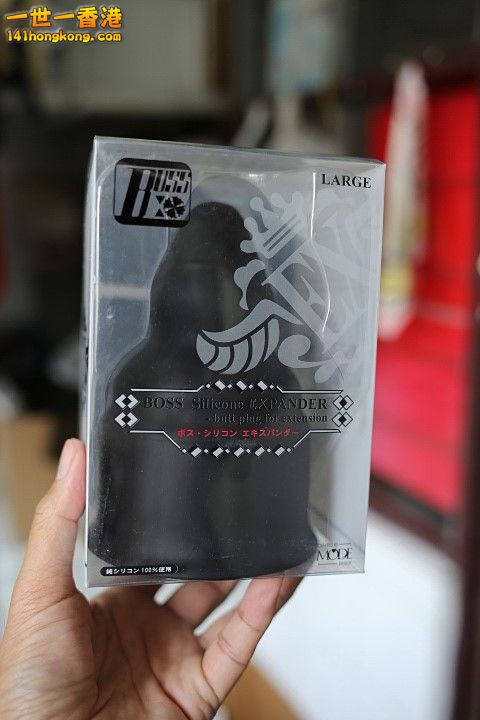 一世一香港
141hongkong.com
BOSS
LARGE
BOSS Silicone EXPANDER
-butt plug for extension
ボス・シリコン エキスパンダー
純シリコン100%使用
MODE